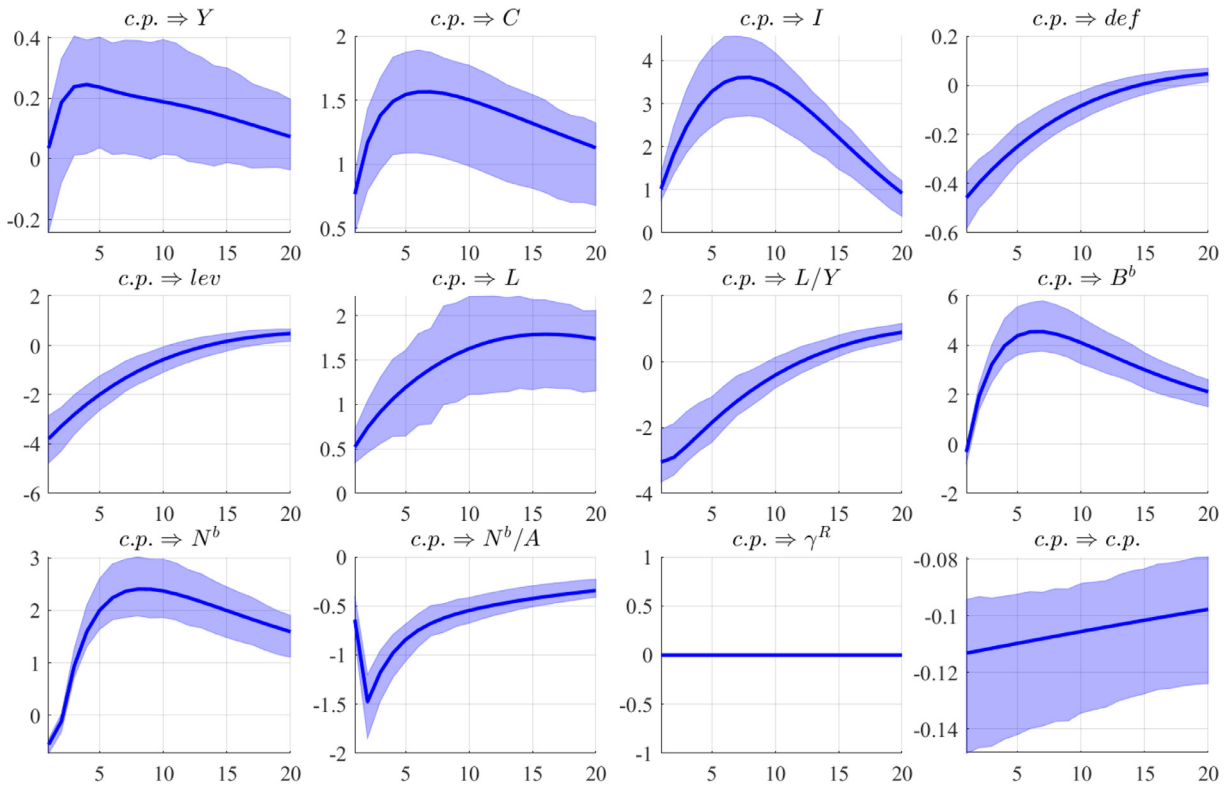 c.p. ⇒ Y
0.4
0.2
0
-0.2
5 10 15 20
c.p. ⇒ C
2
1.5
1
0.5
5 10 15 20
c.p. ⇒ I
4
3
2
1
0
5 10 15 20
c.p. ⇒ def
0.2
0
-0.2
-0.4
-0.6
5 10 15 20
c.p. ⇒ lev
2
0
-2
-4
-6
5 10 15 20
c.p. ⇒ L
2
1.5
1
0.5
0
5 10 15 20
c.p. ⇒ L/Y
2
0
-2
-4
5 10 15 20
c.p. ⇒ B^b
6
4
2
0
-2
5 10 15 20
c.p. ⇒ N^b
3
2
1
0
5 10 15 20
c.p. ⇒ N^b/A
0
-0.5
-1
-1.5
-2
5 10 15 20
c.p. ⇒ γ^R
1
0.5
0
-0.5
-1
5 10 15 20
c.p. ⇒ c.p.
-0.08
-0.1
-0.12
-0.14
5 10 15 20